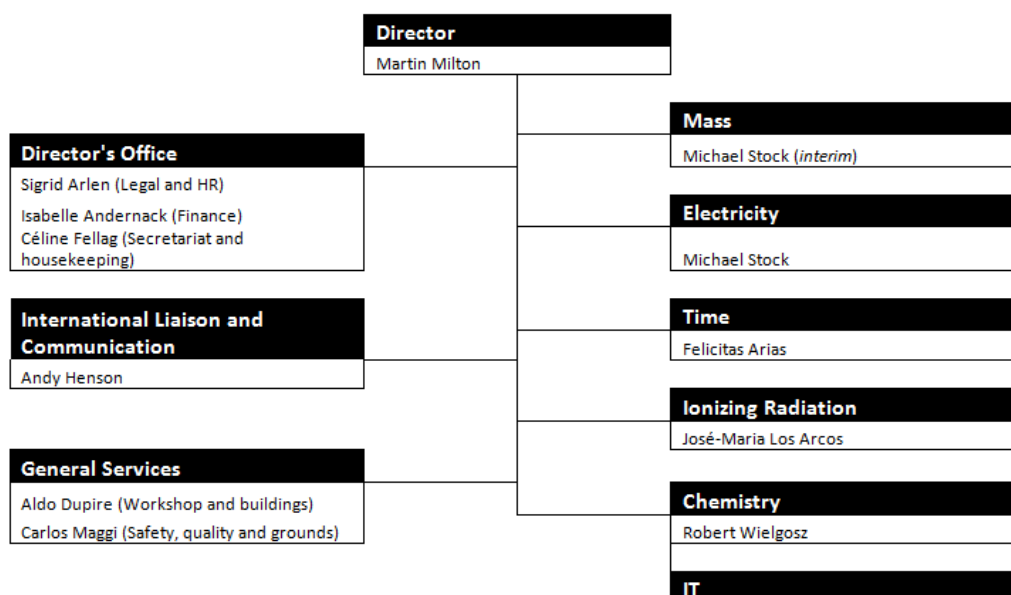 Director
Martin Milton
Director's Office
Sigrid Arlen (Legal and HR)
Isabelle Andernack (Finance)
Céline Fellag (Secretariat and
housekeeping)
International Liaison and
Communication
Andy Henson
General Services
Aldo Dupire (Workshop and buildings)
Carlos Maggi (Safety, quality and grounds)
Mass
Michael Stock (interim)
Electricity
Michael Stock
Time
Felicitas Arias
Ionizing Radiation
José-Maria Los Arcos
Chemistry
Robert Wielgosz
IT